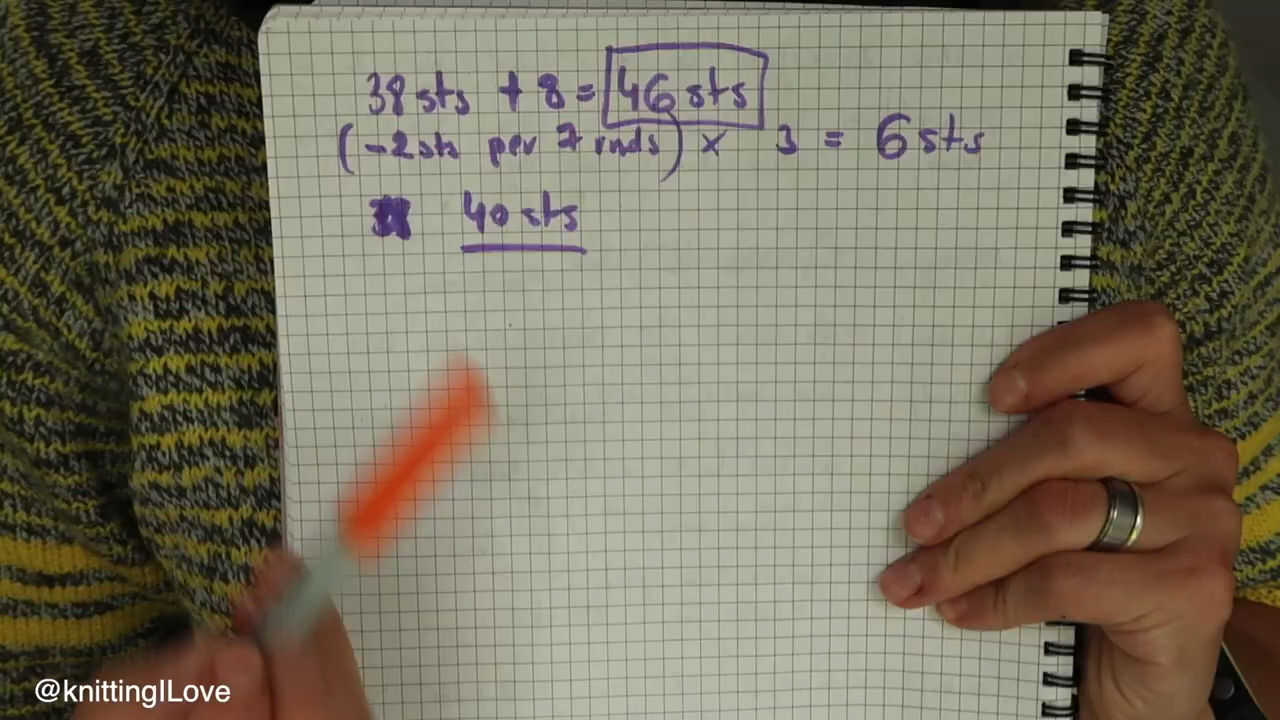 38 sts + 8 = 46 sts
(-2 sts per 7 rnds) x 3 = 6 sts
40 sts
@knittingILove